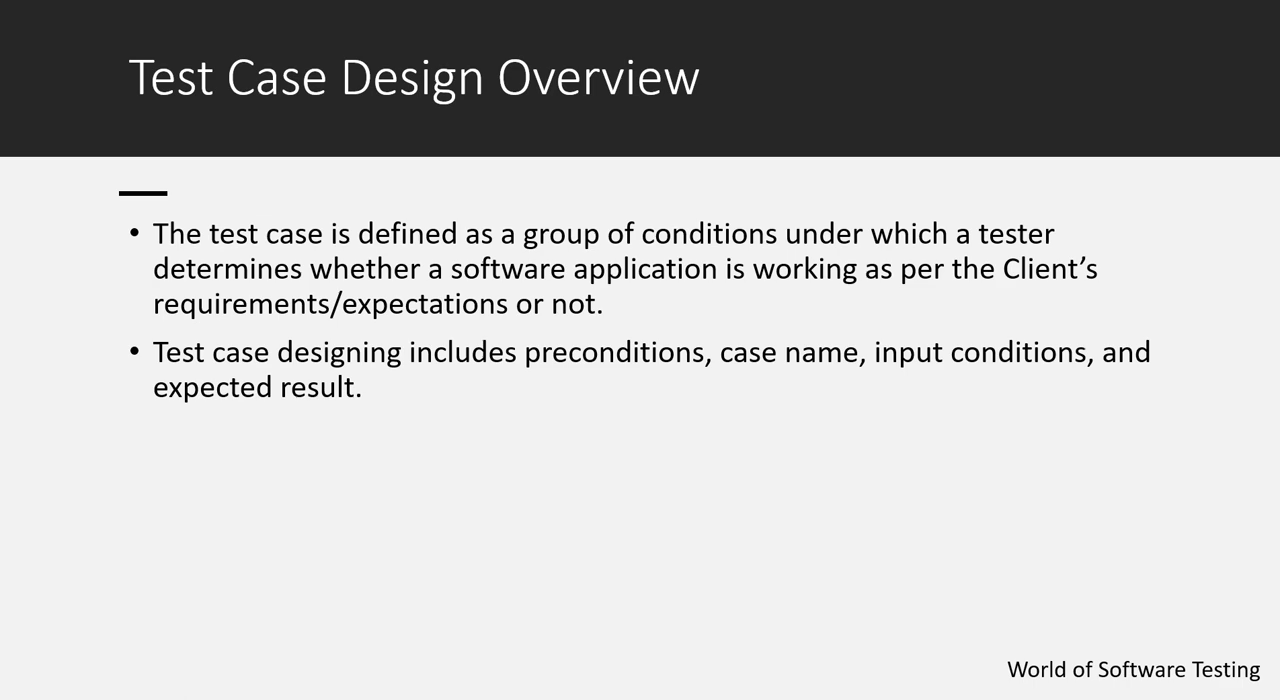 Test Case Design Overview
• The test case is defined as a group of conditions under which a tester
determines whether a software application is working as per the Client’s
requirements/expectations or not.
• Test case designing includes preconditions, case name, input conditions, and
expected result.
World of Software Testing